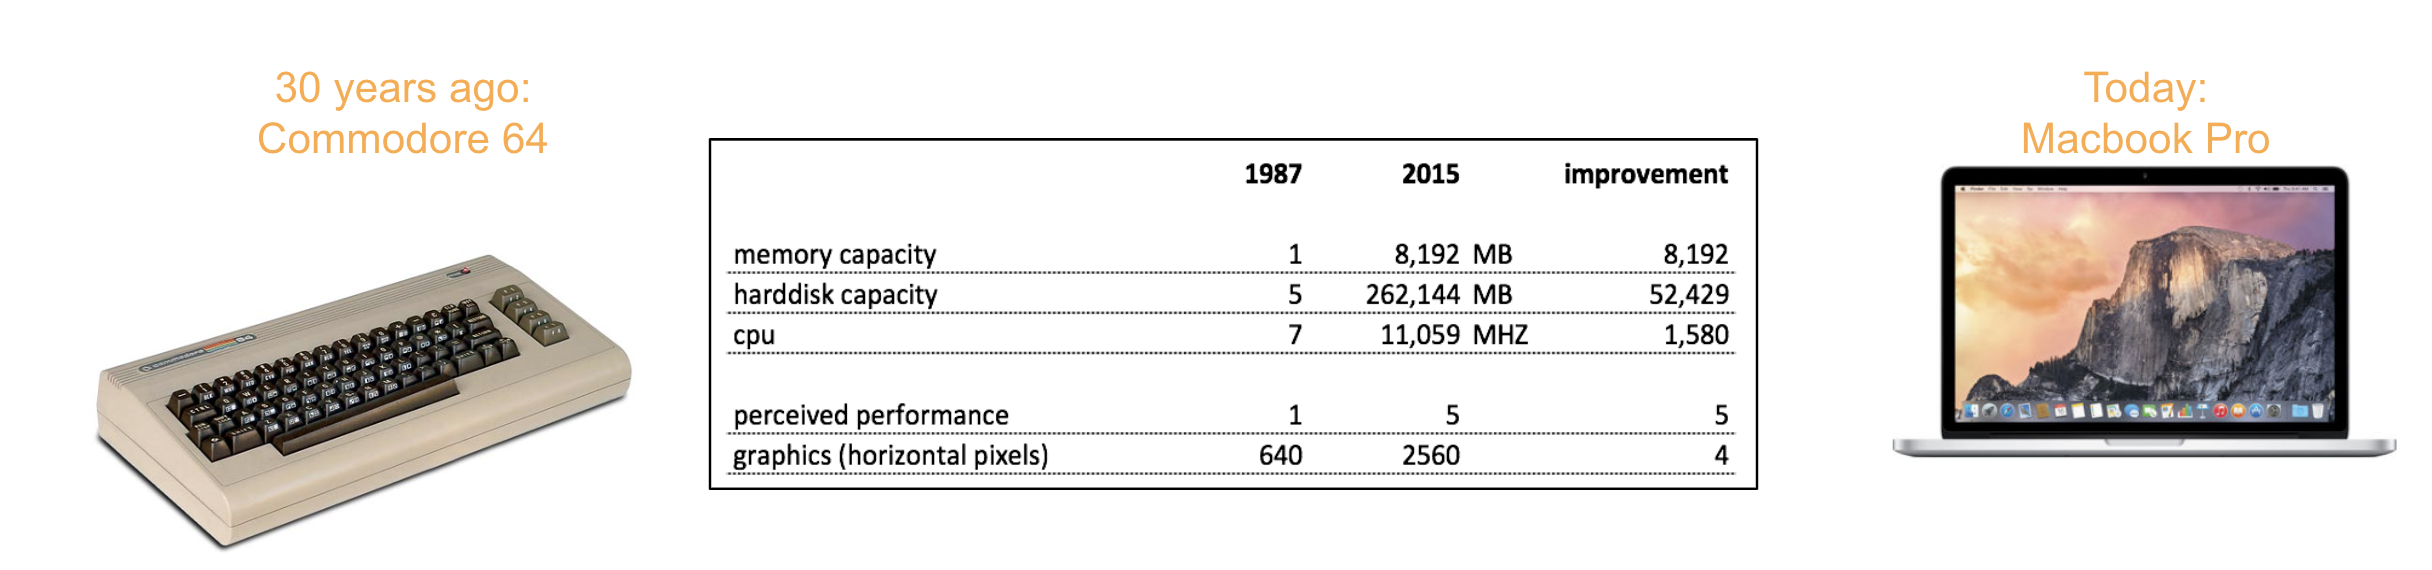 30 years ago:
Commodore 64
1987 2015 improvement
memory capacity 1 8,192 MB 8,192
harddisk capacity 5 262,144 MB 52,429
cpu 7 11,059 MHZ 1,580
perceived performance 1 5 5
graphics (horizontal pixels) 640 2560 4
Today:
Macbook Pro